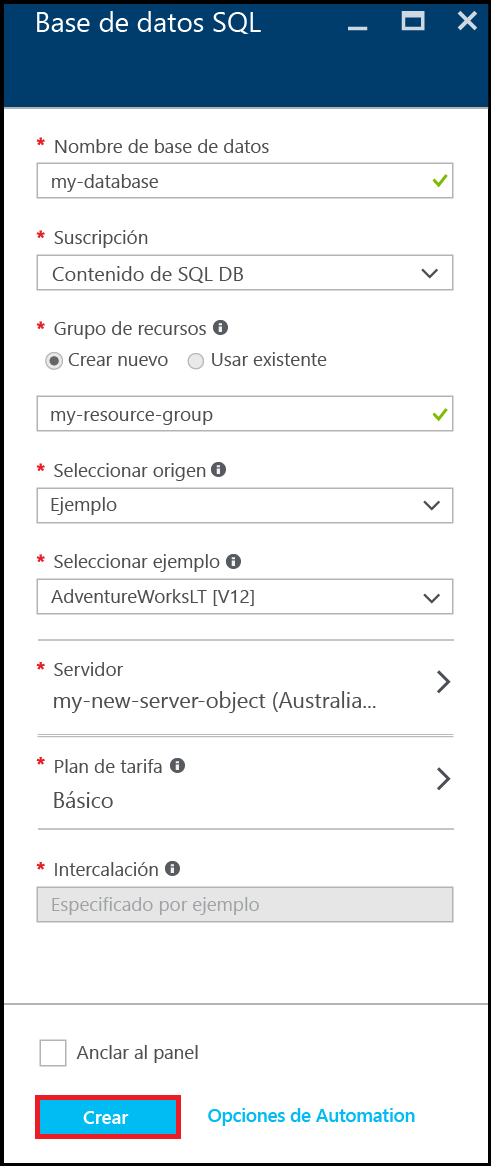 Base de datos SQL
* Nombre de base de datos
my-database
* Suscripción
Contenido de SQL DB
* Grupo de recursos
Crear nuevo Usar existente
my-resource-group
* Seleccionar origen
Ejemplo
* Seleccionar ejemplo
AdventureWorksLT [V12]
* Servidor
my-new-server-object (Australia...
* Plan de tarifa
Básico
* Intercalación
Especificado por ejemplo
Anclar al panel
Crear Opciones de Automation